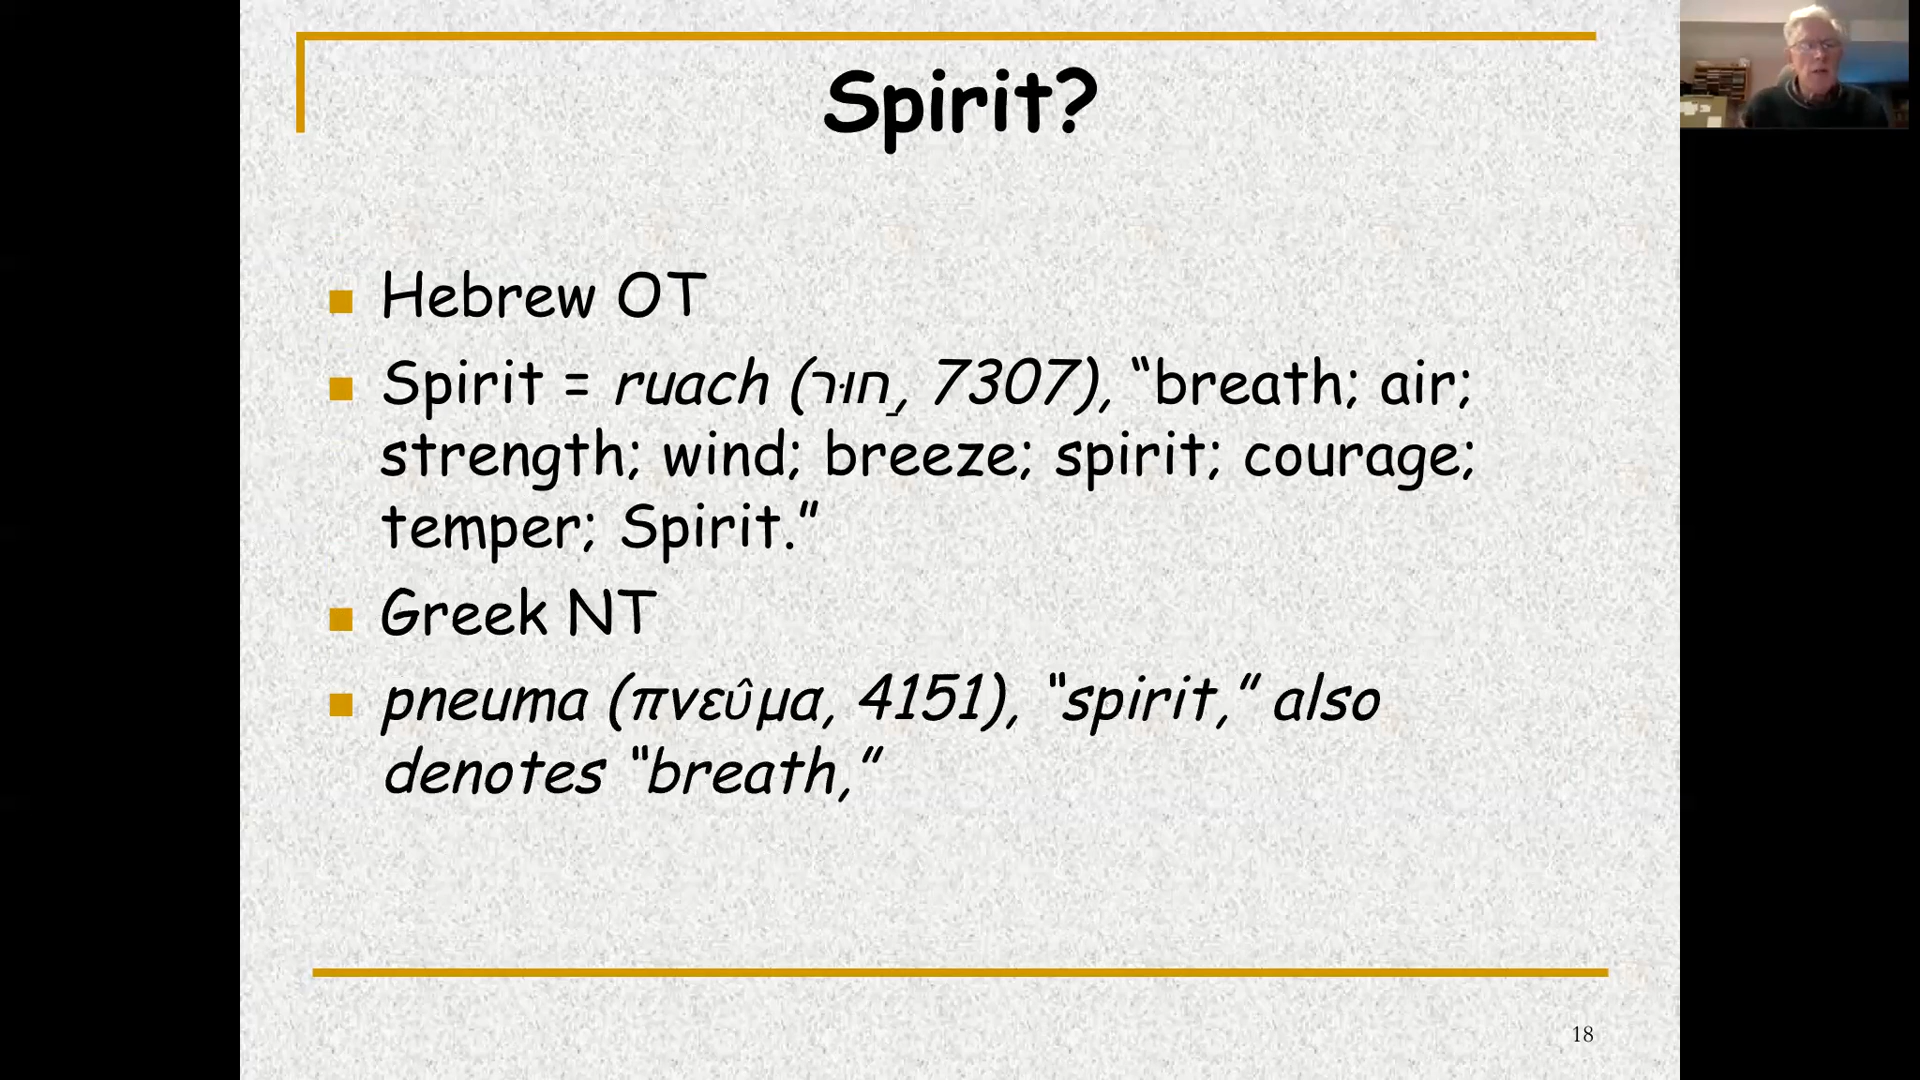 Spirit?
Hebrew OT
Spirit = ruach (ַחוּר, 7307), “breath; air;
strength; wind; breeze; spirit; courage;
temper; Spirit.”
Greek NT
pneuma (πνεῦμα, 4151), “spirit,” also
denotes “breath,”
18